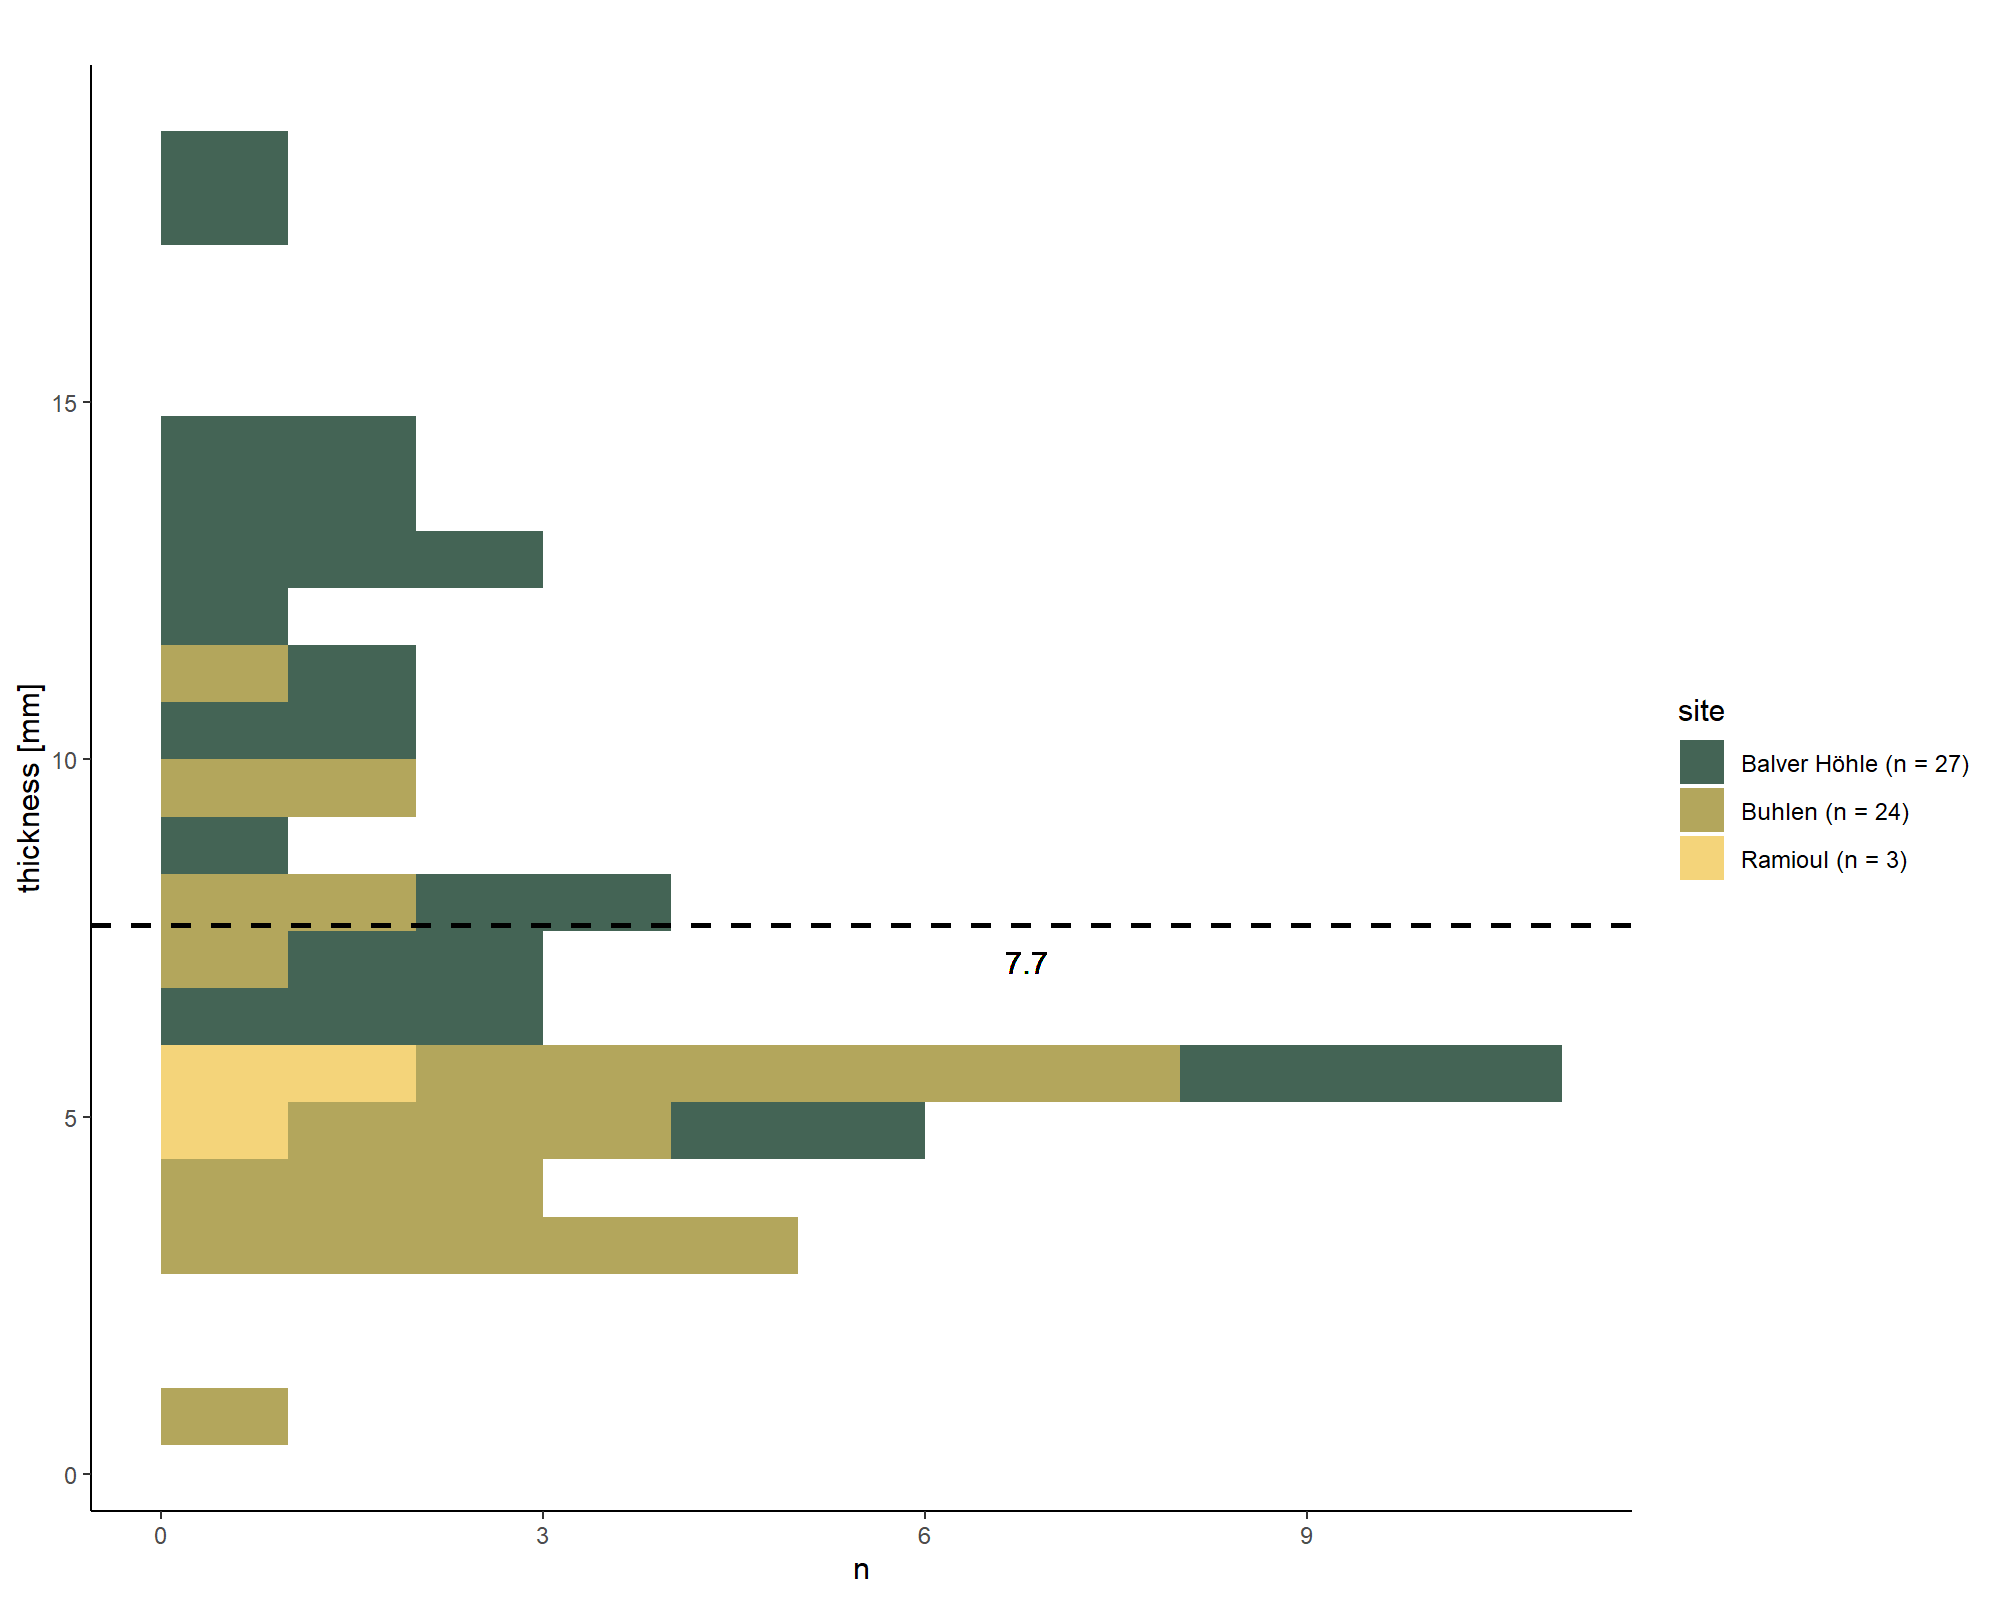 15
10
5
0
thickness [mm]
7.7
0 3 6 9
n
site
Balver Höhle (n = 27)
Buhlen (n = 24)
Ramioul (n = 3)